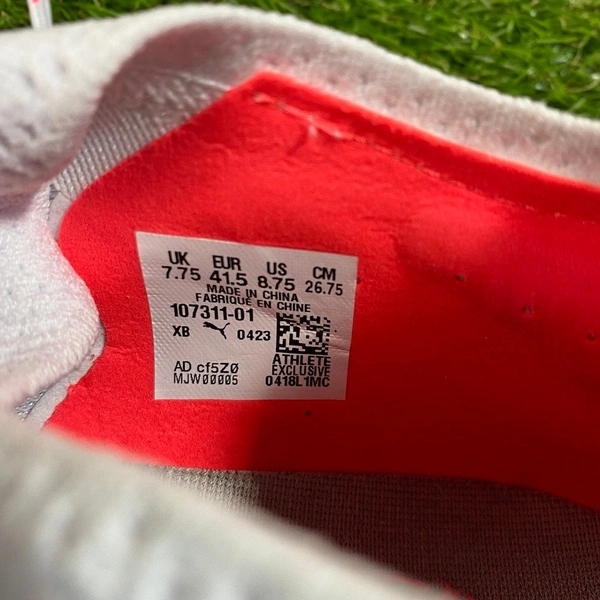 UK EUR US CM
7.75 41.5 8.75 26.75
MADE IN CHINA
FABRIQUÉ EN CHINE
107311-01
XB 0423
ATHLETE
AD cf5Z0 EXCLUSIVE
MJW00005 0418L1MC